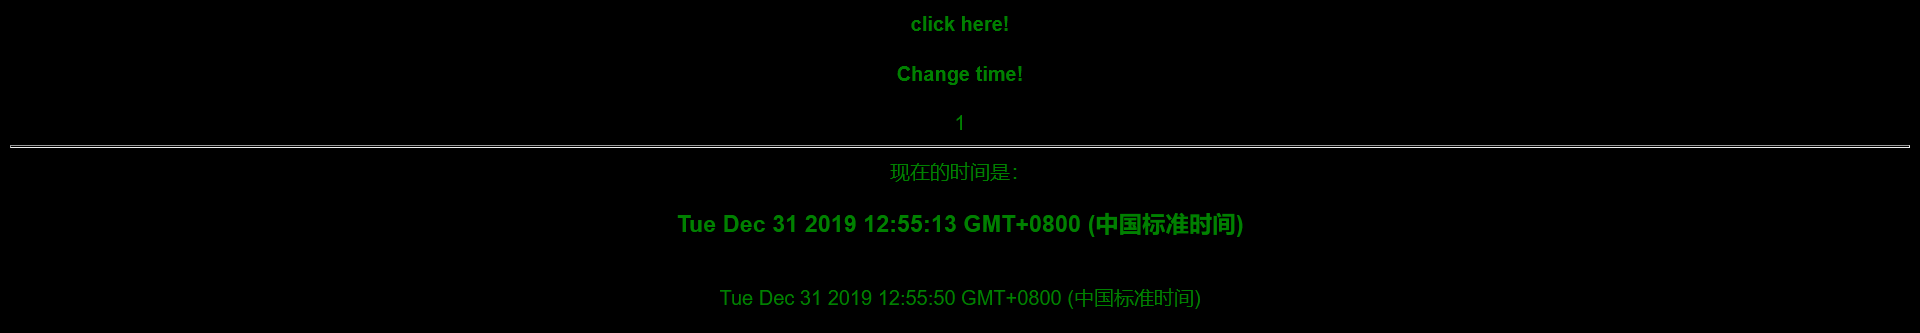 click here!
Change time!
1
现在的时间是：
Tue Dec 31 2019 12:55:13 GMT+0800 (中国标准时间)
Tue Dec 31 2019 12:55:50 GMT+0800 (中国标准时间)